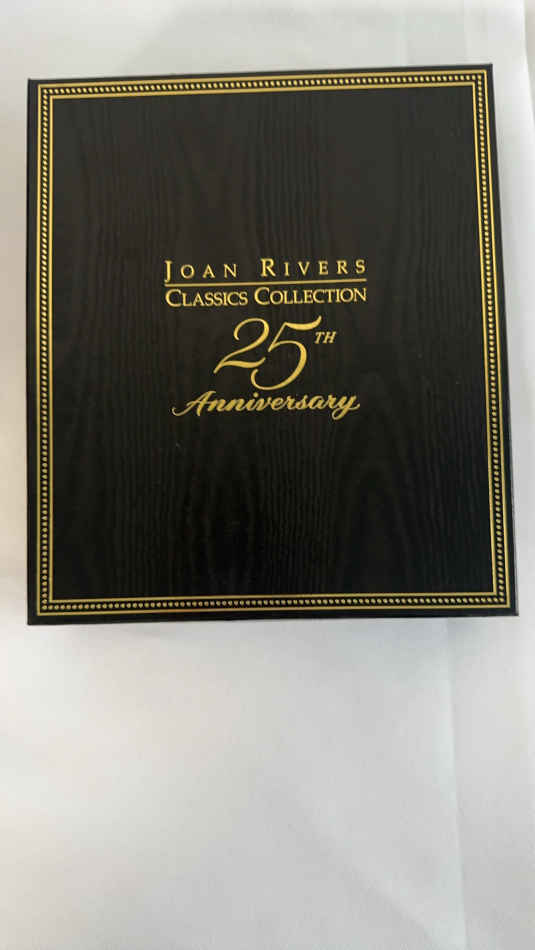 JOAN RIVERS
CLASSICS COLLECTION
25TH
Anniversary